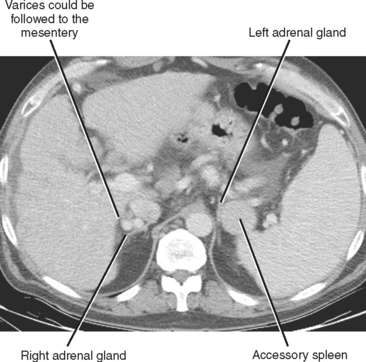 Varices could be
followed to the
mesentery
Left adrenal gland
Right adrenal gland
Accessory spleen